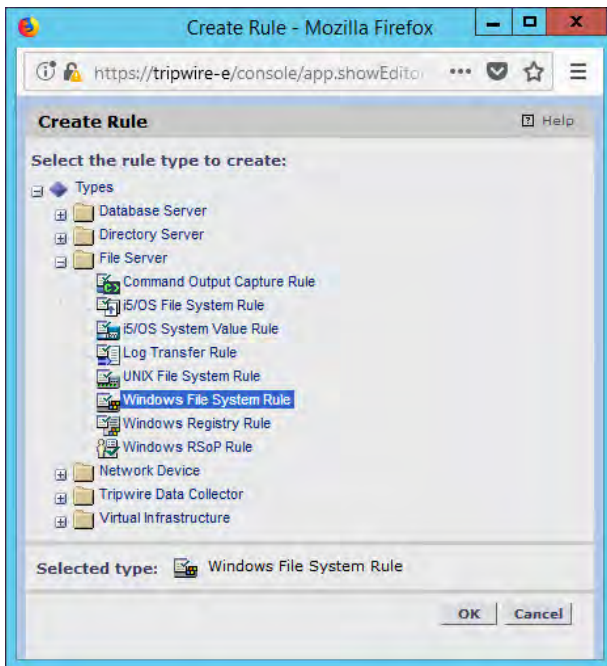 Create Rule - Mozilla Firefox
https://tripwire-e/console/app.showEdito
Create Rule
? Help
Select the rule type to create:
Types
Database Server
Directory Server
File Server
Command Output Capture Rule
i5/OS File System Rule
i5/OS System Value Rule
Log Transfer Rule
UNIX File System Rule
Windows File System Rule
Windows Registry Rule
Windows RSoP Rule
Network Device
Tripwire Data Collector
Virtual Infrastructure
Selected type: Windows File System Rule
OK Cancel